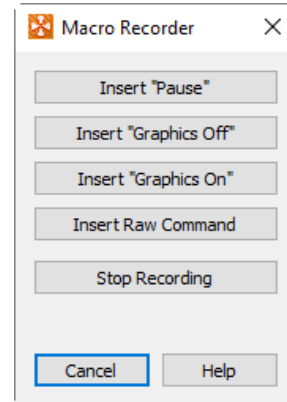 Macro Recorder
Insert "Pause"
Insert "Graphics Off"
Insert "Graphics On"
Insert Raw Command
Stop Recording
Cancel Help